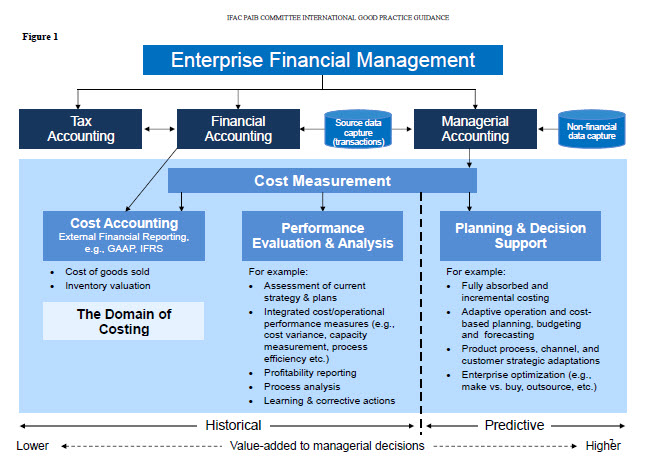 IFAC PAIB COMMITTEE INTERNATIONAL GOOD PRACTICE GUIDANCE
Figure 1
Enterprise Financial Management
Tax
Accounting
Financial
Accounting
Source data
capture
(transactions)
Managerial
Accounting
Non-financial
data capture
Cost Measurement
Cost Accounting
External Financial Reporting,
e.g., GAAP, IFRS
• Cost of goods sold
• Inventory valuation
The Domain of
Costing
Performance
Evaluation & Analysis
For example:
• Assessment of current
strategy & plans
• Integrated cost/operational
performance measures (e.g.,
cost variance, capacity
measurement, process
efficiency etc.)
• Profitability reporting
• Process analysis
• Learning & corrective actions
Planning & Decision
Support
For example:
• Fully absorbed and
incremental costing
• Adaptive operation and cost-
based planning, budgeting
and forecasting
• Product process, channel, and
customer strategic adaptations
• Enterprise optimization (e.g.,
make vs. buy, outsource, etc.)
Historical
Predictive
7
Lower
Value-added to managerial decisions
Higher